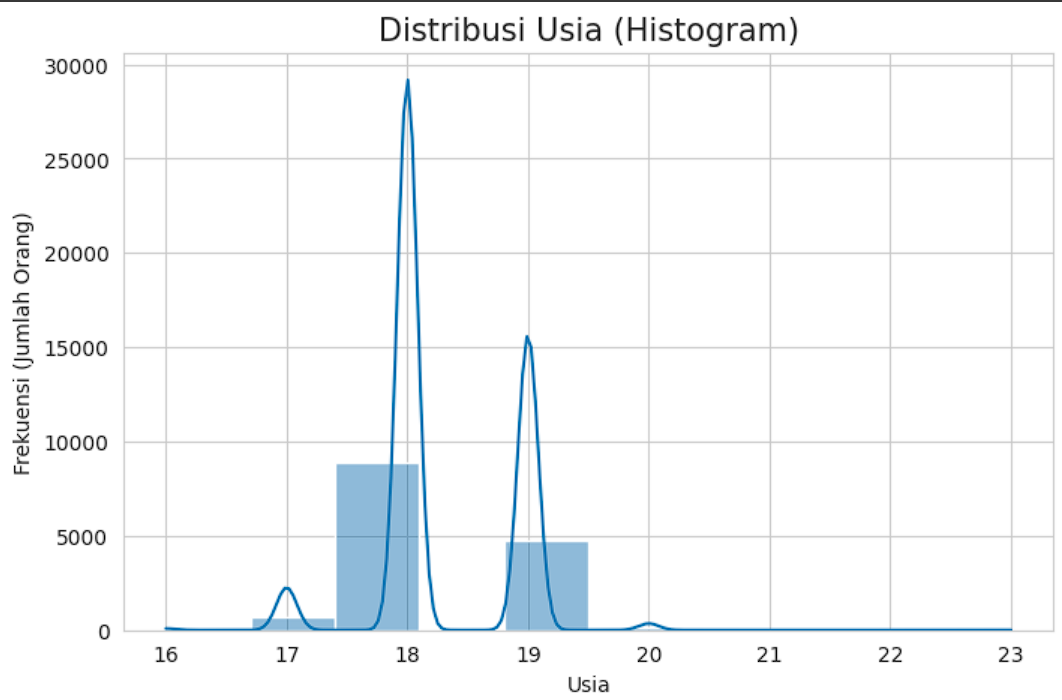 Distribusi Usia (Histogram)
Frekuensi (Jumlah Orang)
30000
25000
20000
15000
10000
5000
0
16 17 18 19 20 21 22 23
Usia